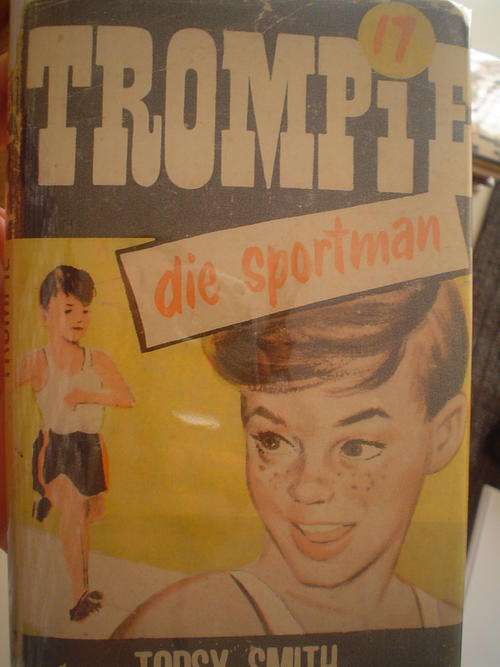 17
TROMPiE
die sportman
TOPSY SMITH